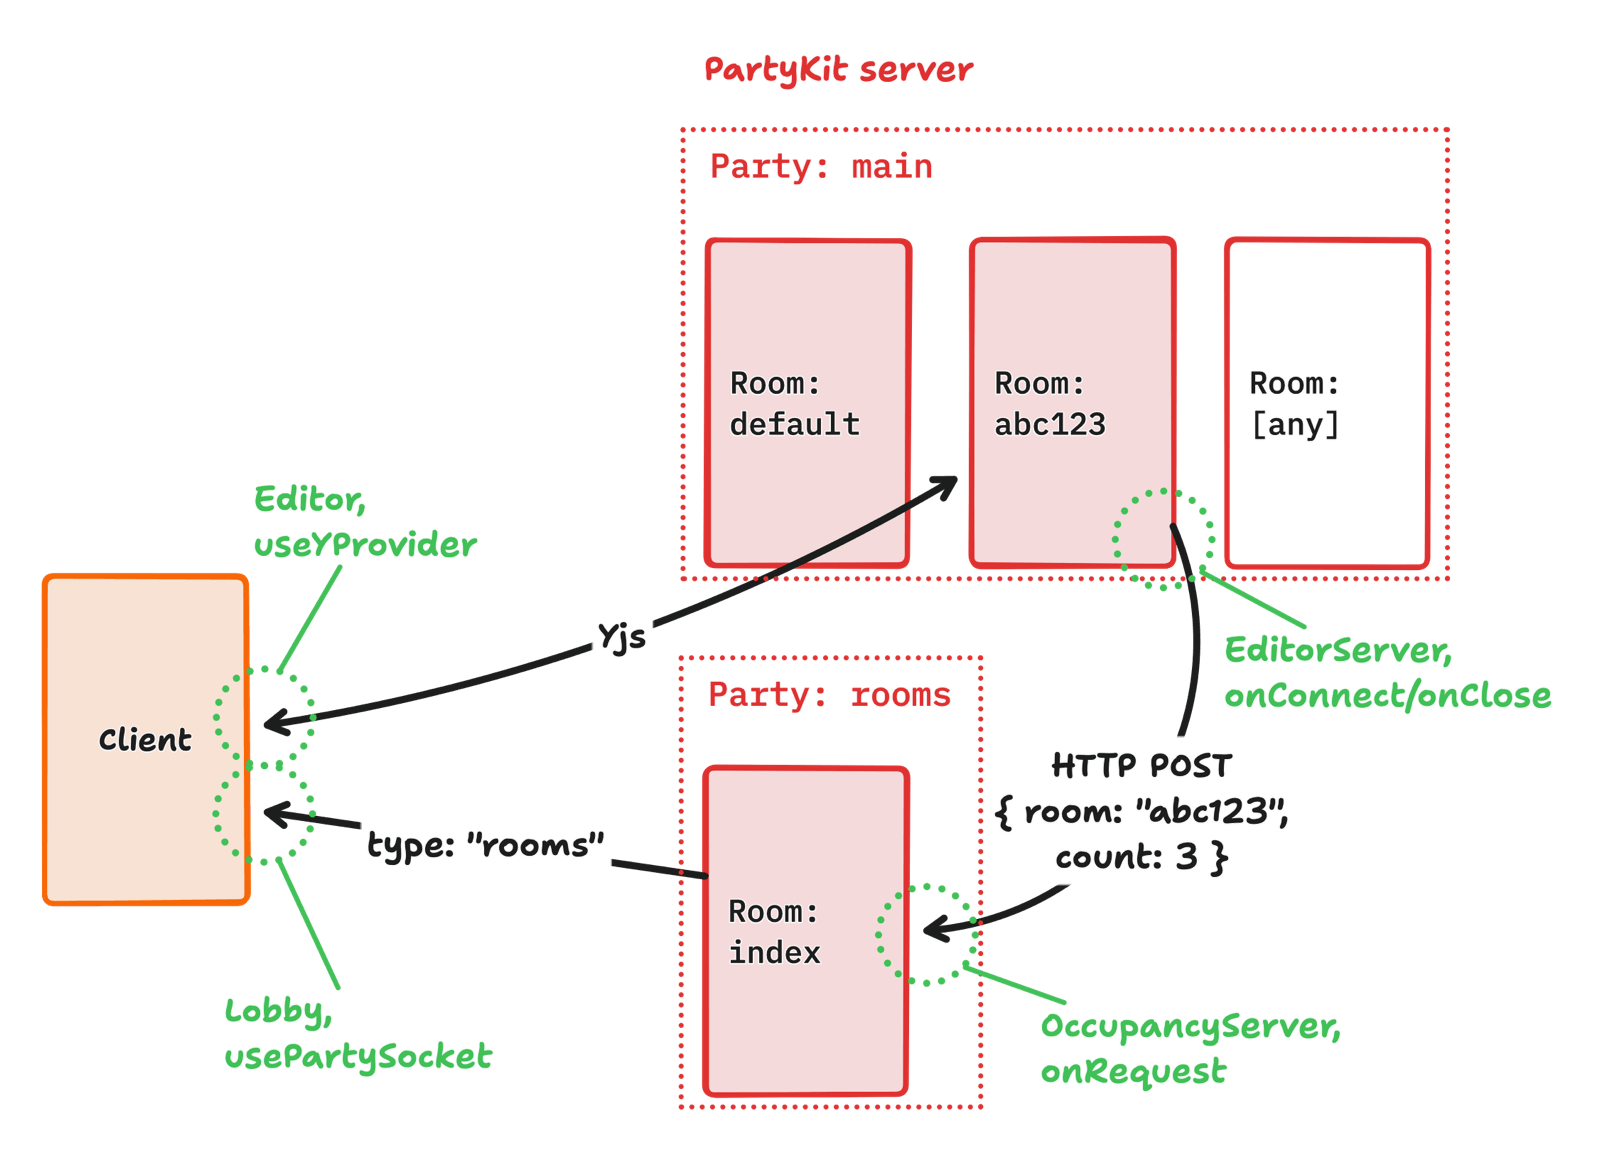 PartyKit server
Party: main
Room:
default
Room:
abc123
Room:
[any]
Editor,
useYProvider
Yjs
EditorServer,
onConnect/onClose
Party: rooms
Client
HTTP POST
{ room: "abc123",
count: 3 }
type: "rooms"
Room:
index
Lobby,
usePartySocket
OccupancyServer,
onRequest